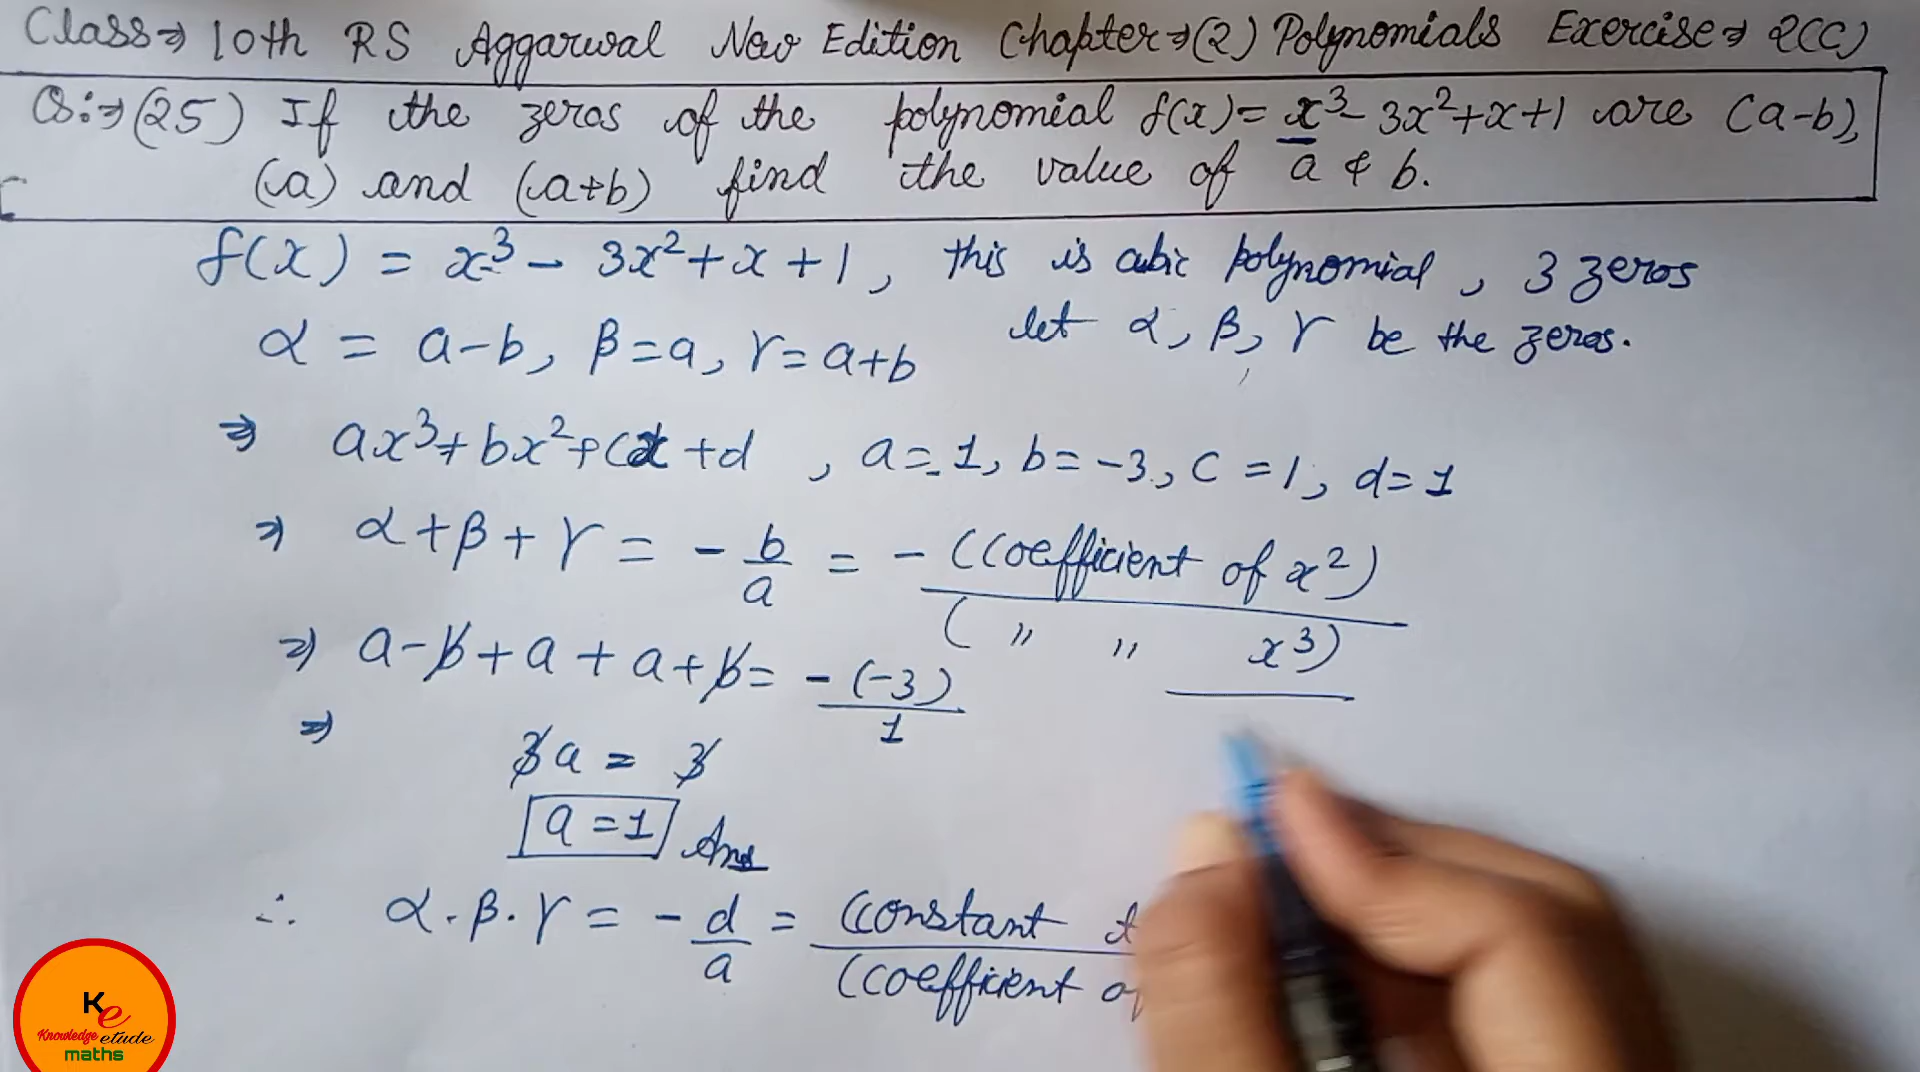 Class⇒ 10th RS Aggarwal New Edition Chapter⇒(2) Polynomials Exercise⇒ 2(C)
Q:⇒(25) If the zeros of the polynomial f(x)= x³- 3x²+x+1 are (a-b),
(a) and (a+b) find the value of a & b.
f(x) = x³ - 3x²+x+1, this is cubic polynomial, 3 zeros
let α, β, γ be the zeros.
α = a-b, β=a, γ=a+b
⇒ ax³+bx²+cx+d , a=1, b=-3, c=1, d=1
⇒ α+β+γ = -b/a = -(Coefficient of x²)/( " " x³)
⇒ a-b+a+a+b= -(-3)/1
⇒ 3a = 3
a=1 Ans
∴ α.β.γ = -d/a = (Constant / (Coefficient of
Ke
Knowledge etude
maths